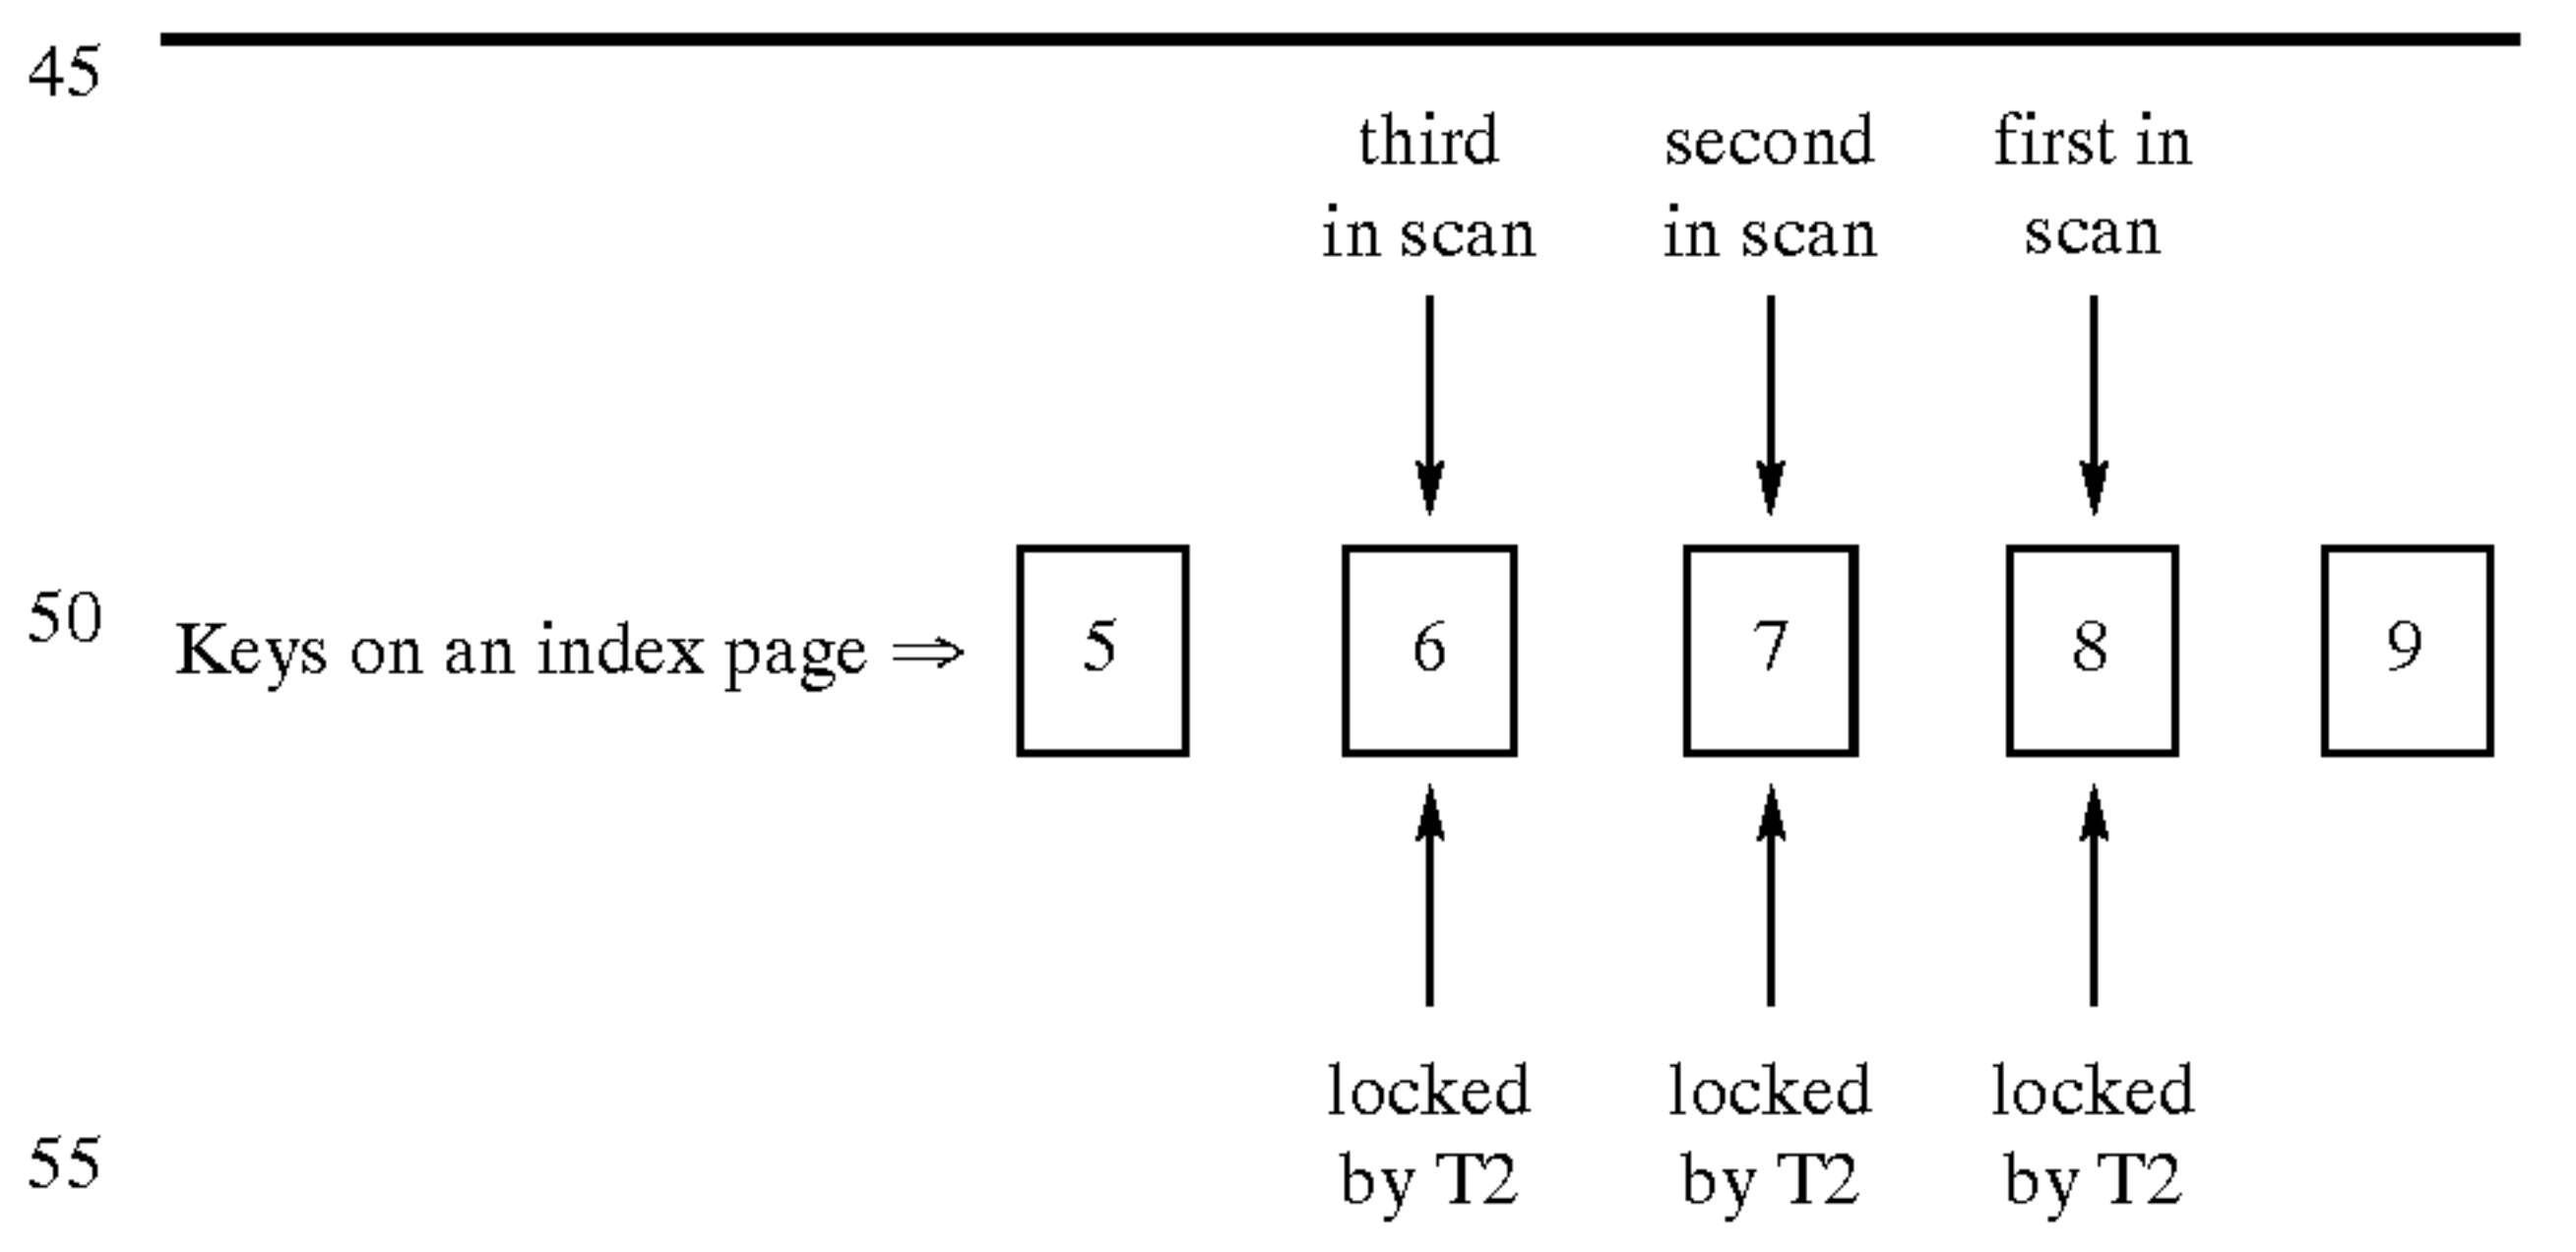 45
third second first in
in scan in scan scan
50 Keys on an index page ⇒ 5 6 7 8 9
locked locked locked
55 by T2 by T2 by T2